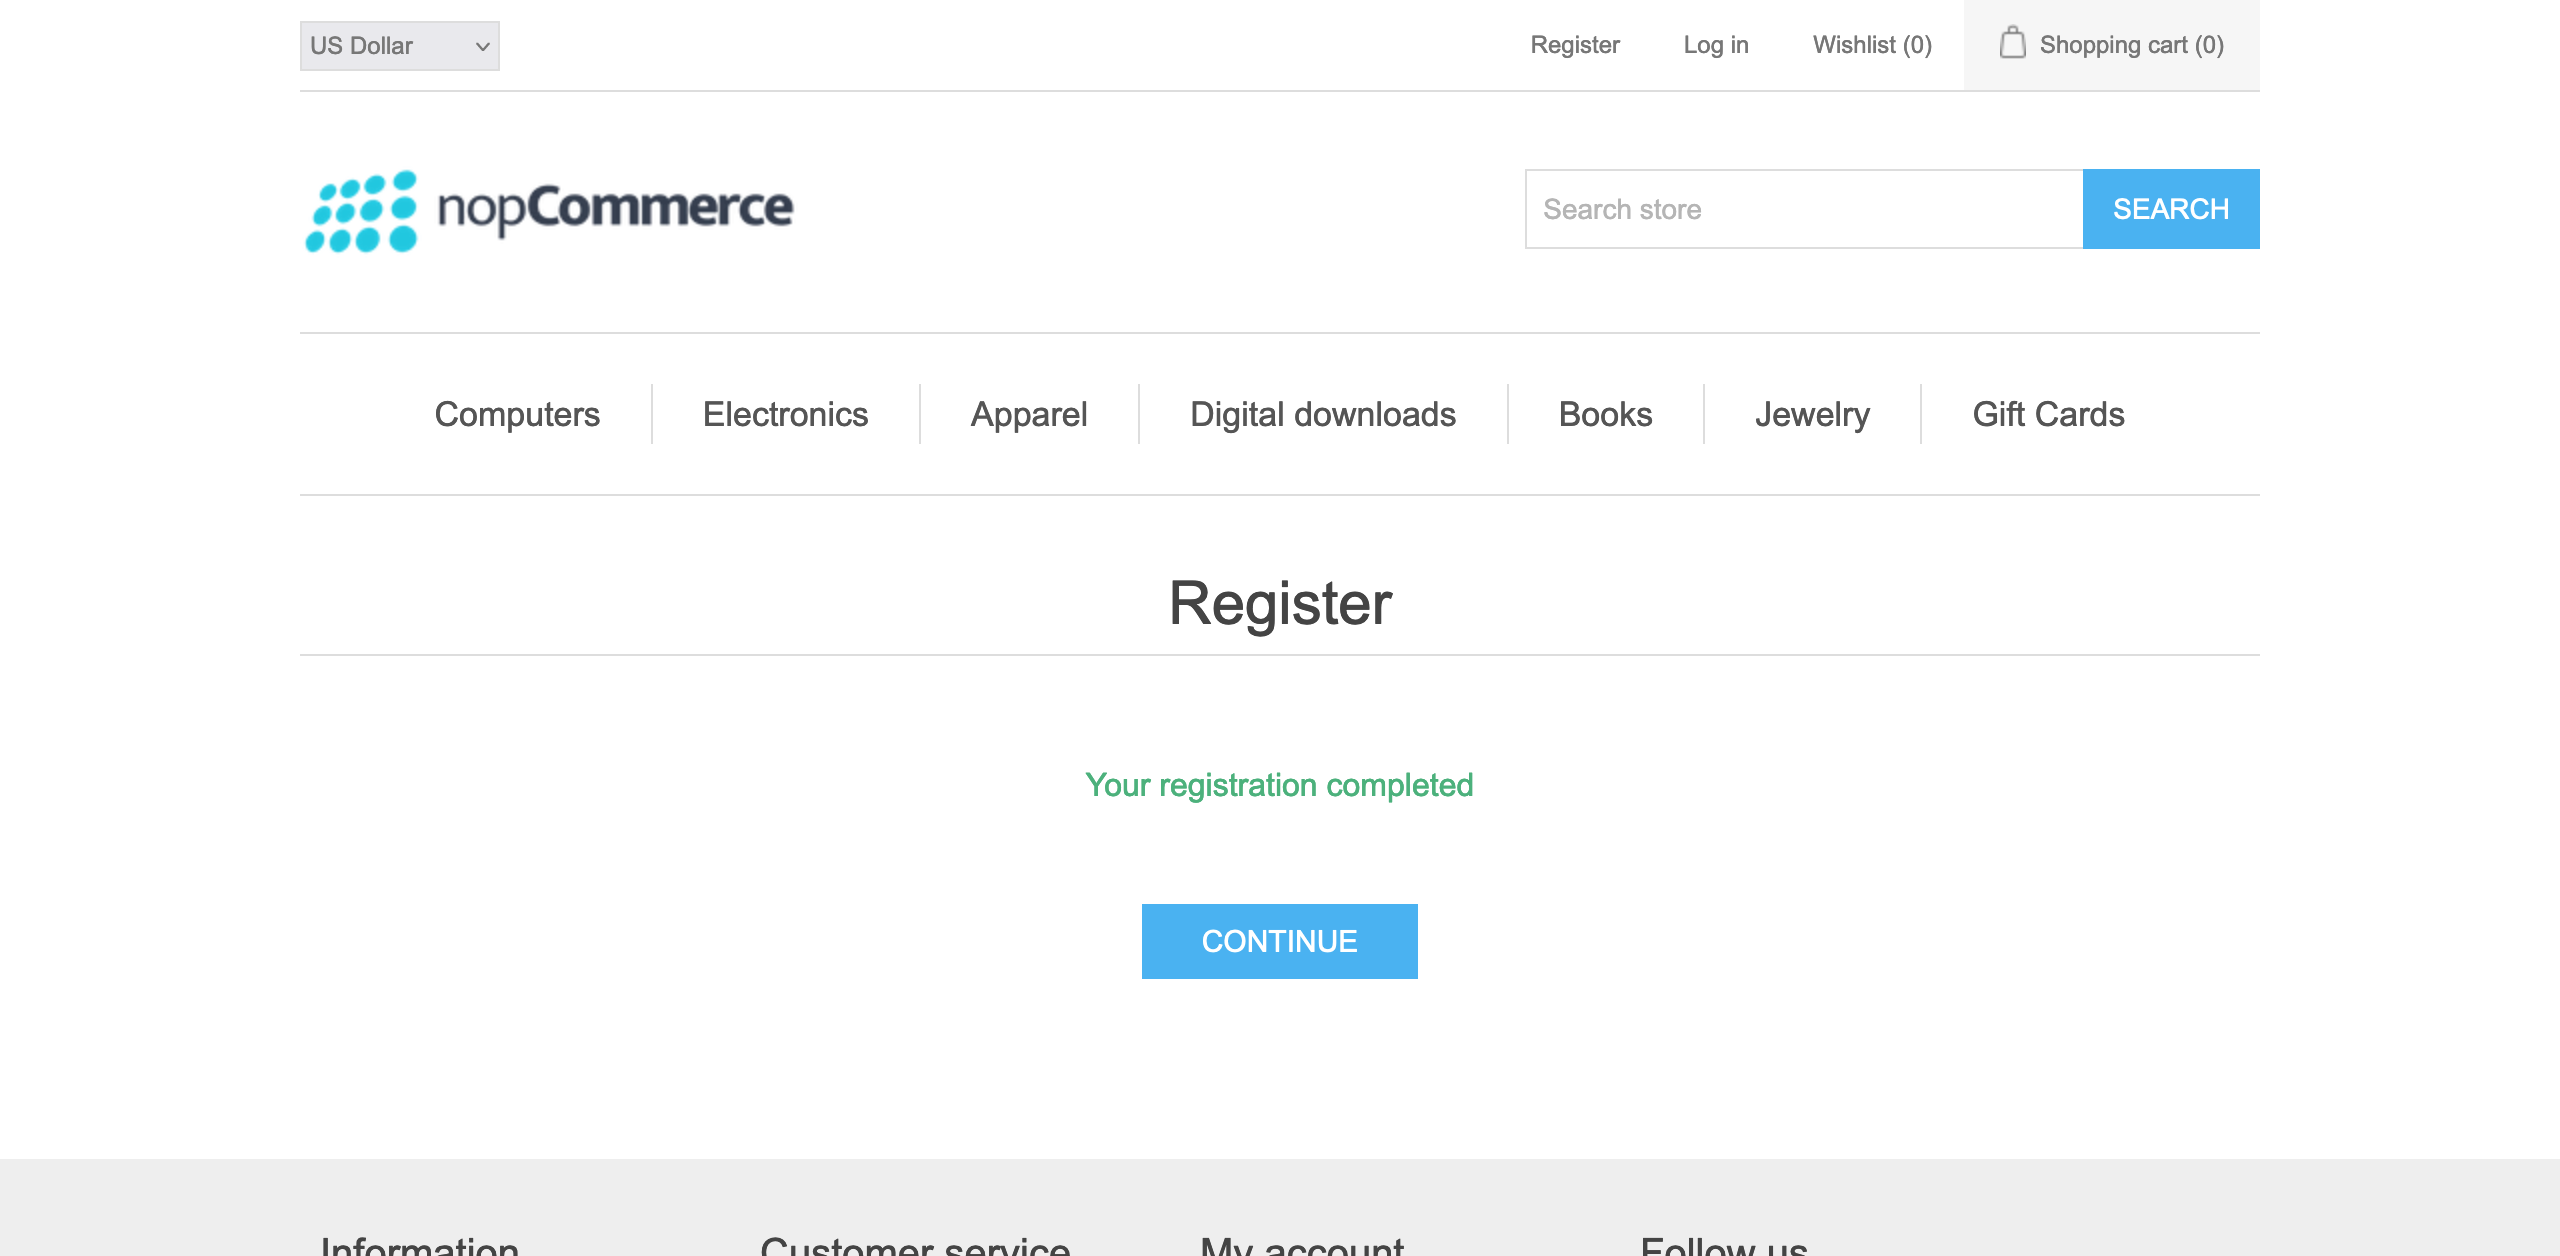 US Dollar
Register
Log in
Wishlist (0)
Shopping cart (0)
nopCommerce
Search store
SEARCH
Computers
Electronics
Apparel
Digital downloads
Books
Jewelry
Gift Cards
Register
Your registration completed
CONTINUE
Information
Customer service
My account
Follow us